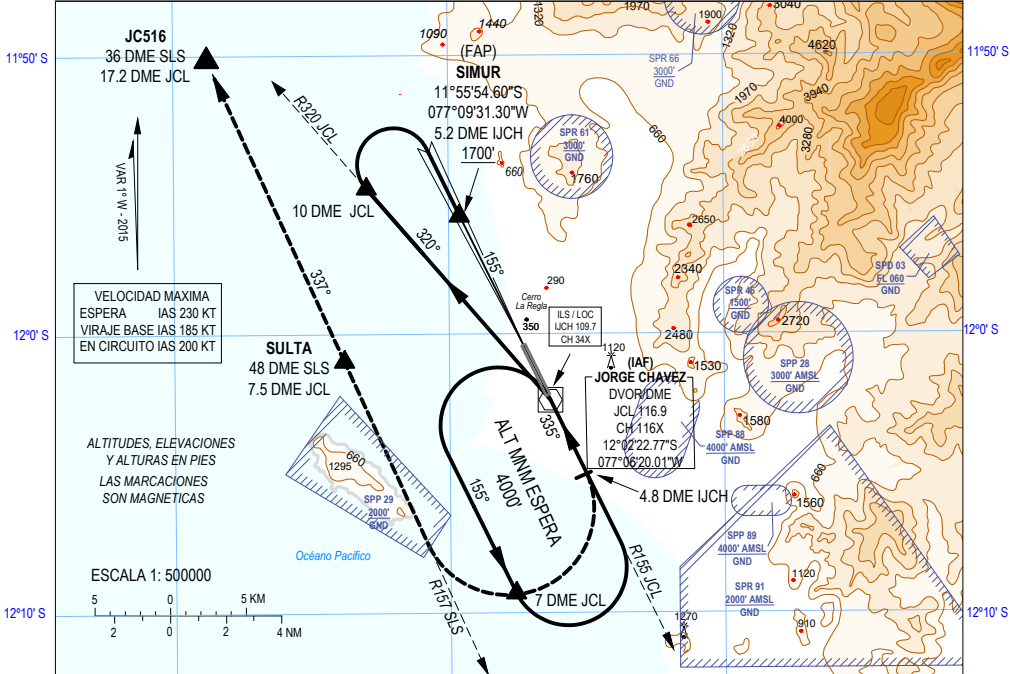 11°50'S
JC516
36 DME SLS
17.2 DME JCL
R320 JCL
VAR 1° W - 2015
10 DME JCL
320°
155°
337°
1090
1440
1320
1970
(FAP)
SIMUR
11°55'54.60"S
077°09'31.30"W
5.2 DME IJCH
1700'
660
SPR 61
3000'
GND
1760
SPR 66
3000'
GND
1900
1320
3040
4620
1970
3940
4000
3280
660
11°50'S
2650
2340
2480
1530
SPR 46
1500'
GND
2720
SPD 03
FL 060
GND
SPP 28
3000' AMSL
GND
12°0'S
VELOCIDAD MAXIMA
ESPERA IAS 230 KT
VIRAJE BASE IAS 185 KT
EN CIRCUITO IAS 200 KT
SULTA
48 DME SLS
7.5 DME JCL
290
Cerro
La Regla
350
ILS / LOC
IJCH 109.7
CH 34X
1120
(IAF)
JORGE CHAVEZ
DVOR/DME
JCL 116.9
CH 116X
12°02'22.77"S
077°06'20.01"W
12°0'S
335°
ALT MNM ESPERA
4000'
155°
4.8 DME IJCH
1580
SPP 88
4000' AMSL
GND
ALTITUDES, ELEVACIONES
Y ALTURAS EN PIES
LAS MARCACIONES
SON MAGNETICAS
660
1295
SPP 29
2000'
GND
Océano Pacífico
ESCALA 1: 500000
5 0 5 KM
2 0 2 4 NM
12°10'S
R157 SLS
7 DME JCL
R155 JCL
1270
660
1560
SPP 89
4000' AMSL
GND
SPR 91
2000' AMSL
GND
1120
910
12°10'S